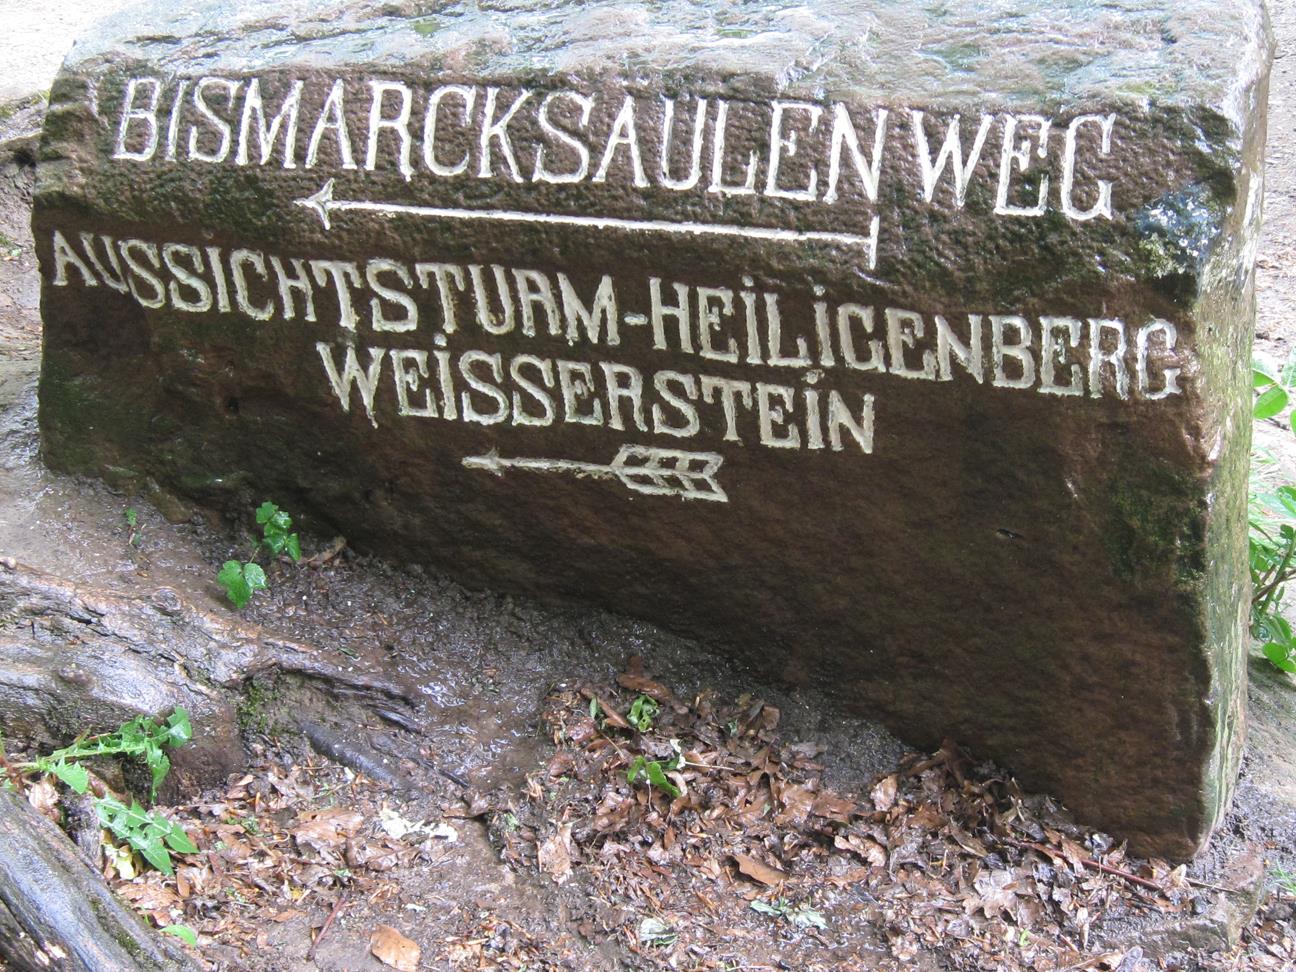 BiSMARCKSAULEN WEG
AUSSICHTSTURM-HEiLiGENBERG
WEiSSERSTEiN